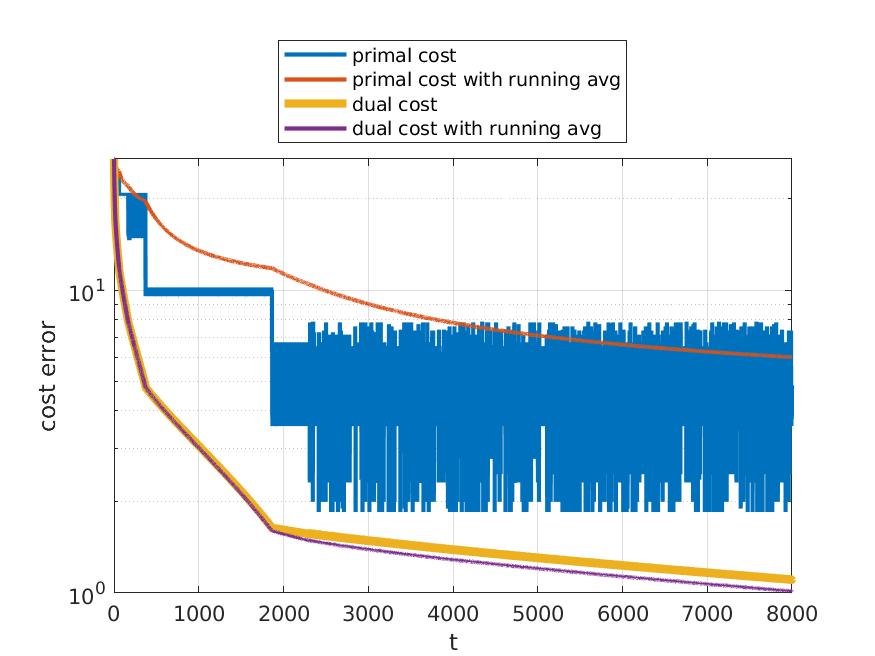 primal cost
primal cost with running avg
dual cost
dual cost with running avg
10^1
10^0
cost error
0 1000 2000 3000 4000 5000 6000 7000 8000
t